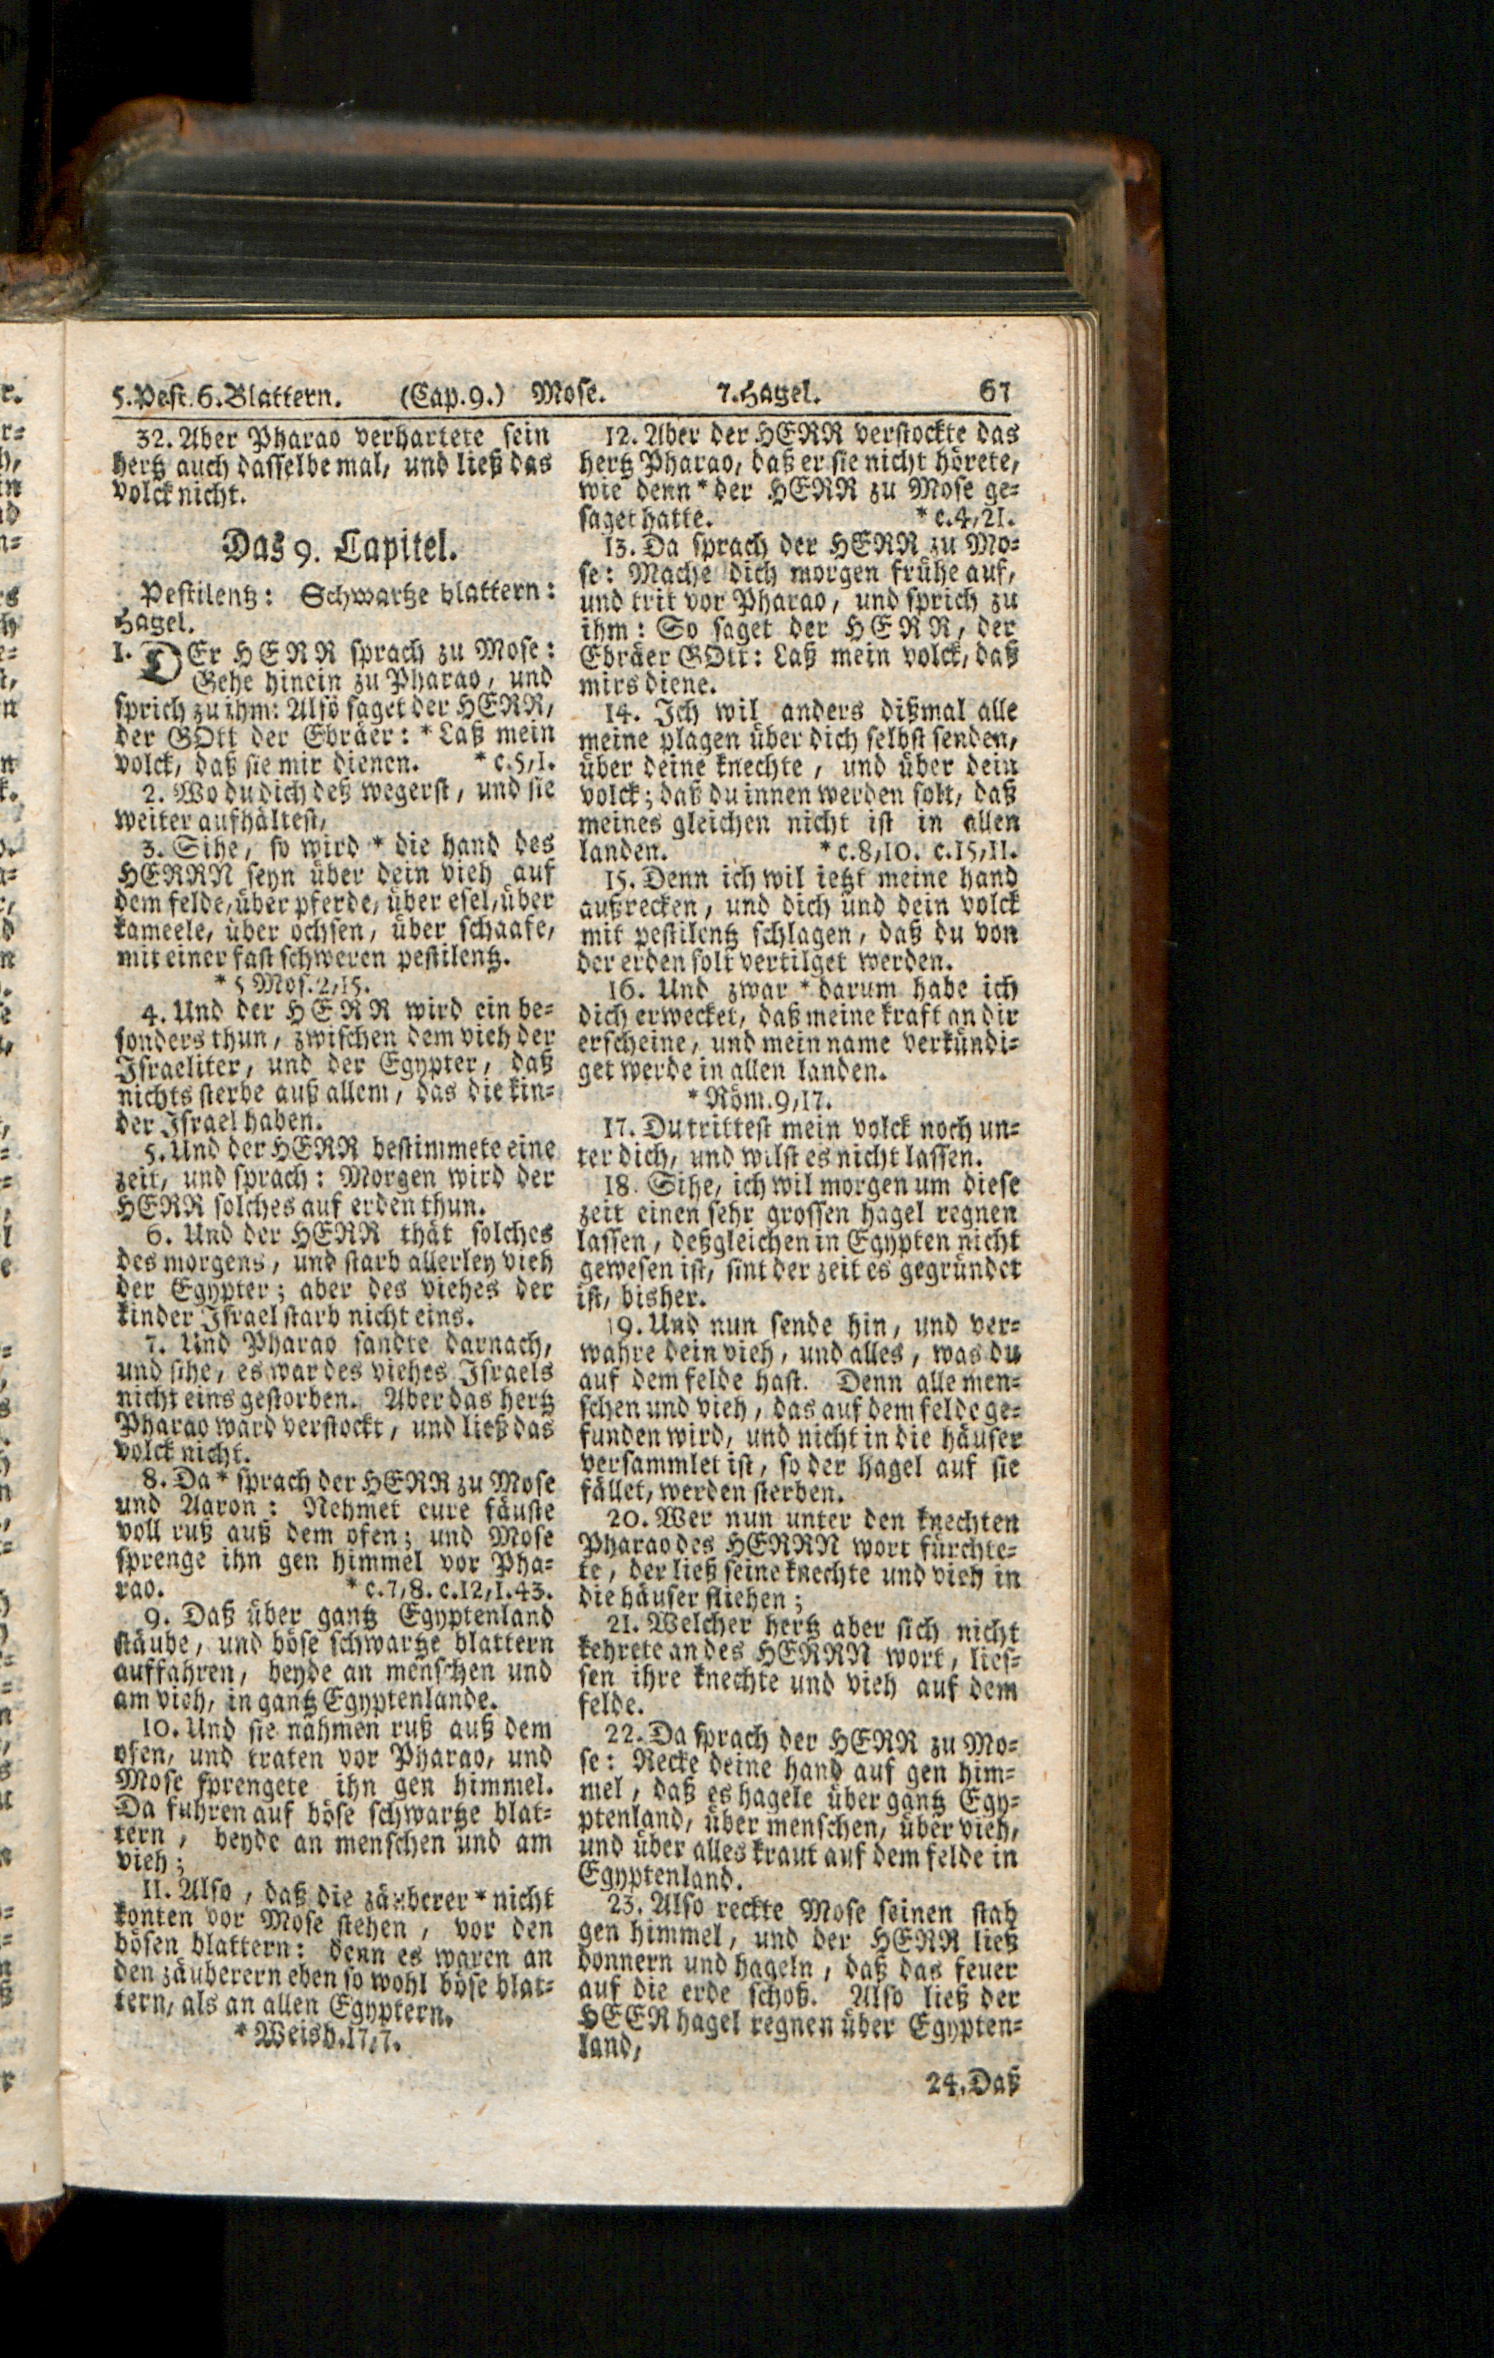 5.Pest. 6.Blattern. (Cap.9.) Mose. 7.Hagel. 67
32. Aber Pharao verhärtete sein
hertz auch dasselbe mal, und ließ das
volck nicht.
Das 9. Capitel.
Pestilentz: Schwartze blattern:
Hagel.
1. DEr HERR sprach zu Mose:
Gehe hinein zu Pharao, und
sprich zu ihm: Also saget der HERR,
der GOtt der Ebräer: * Laß mein
volck, daß sie mir dienen. * c.5,1.
2. Wo du dich deß wegerst, und sie
weiter aufhältest,
3. Sihe, so wird * die hand des
HERRN seyn über dein vieh auf
dem felde, über pferde, über esel, über
kameele, über ochsen, über schaafe,
mit einer fast schweren pestilentz.
* 5 Mos. 2,15.
4. Und der HERR wird ein be-
sonders thun, zwischen dem vieh der
Israeliter, und der Egypter, daß
nichts sterbe auß allem, das die kin-
der Israel haben.
5. Und der HERR bestimmete eine
zeit, und sprach: Morgen wird der
HERR solches auf erden thun.
6. Und der HERR thät solches
des morgens, und starb allerley vieh
der Egypter; aber des viehes der
kinder Israel starb nicht eins.
7. Und Pharao sandte darnach,
und sihe, es war des viehes Israels
nicht eins gestorben. Aber das hertz
Pharao ward verstockt, und ließ das
volck nicht.
8. Da * sprach der HERR zu Mose
und Aaron: Nehmet eure fäuste
voll ruß auß dem ofen; und Mose
sprenge ihn gen himmel vor Pha-
rao. * c.7,8. c.12,1.43.
9. Daß über gantz Egyptenland
stäube, und böse schwartze blattern
auffahren, beyde an menschen und
am vieh, in gantz Egyptenlande.
10. Und sie nahmen ruß auß dem
ofen, und traten vor Pharao, und
Mose sprengete ihn gen himmel.
Da fuhren auf böse schwartze blat-
tern, beyde an menschen und am
vieh;
11. Also, daß die zäuberer * nicht
konten vor Mose stehen, vor den
bösen blattern: denn es waren an
den zäuberern eben so wohl böse blat-
tern, als an allen Egyptern.
* Weish. 17,7.
12. Aber der HERR verstockte das
hertz Pharao, daß er sie nicht hörete,
wie denn * der HERR zu Mose ge-
saget hatte. * c.4,21.
13. Da sprach der HERR zu Mo-
se: Mache dich morgen frühe auf,
und trit vor Pharao, und sprich zu
ihm: So saget der HERR, der
Ebräer GOtt: Laß mein volck, daß
mirs diene.
14. Ich wil anders dißmal alle
meine plagen über dich selbst senden,
über deine knechte, und über dein
volck; daß du innen werden solt, daß
meines gleichen nicht ist in allen
landen. * c.8,10. c.15,11.
15. Denn ich wil ietzt meine hand
außrecken, und dich und dein volck
mit pestilentz schlagen, daß du von
der erden solt vertilget werden.
16. Und zwar * darum habe ich
dich erwecket, daß meine kraft an dir
erscheine, und mein name verkündi-
get werde in allen landen.
* Röm. 9,17.
17. Du trittest mein volck noch un-
ter dich, und wilst es nicht lassen.
18. Sihe, ich wil morgen um diese
zeit einen sehr grossen hagel regnen
lassen, deßgleichen in Egypten nicht
gewesen ist, sint der zeit es gegründet
ist, bisher.
19. Und nun sende hin, und ver-
wahre dein vieh, und alles, was du
auf dem felde hast. Denn alle men-
schen und vieh, das auf dem felde ge-
funden wird, und nicht in die häuser
versammlet ist, so der hagel auf sie
fället, werden sterben.
20. Wer nun unter den knechten
Pharao des HERRN wort fürchte-
te, der ließ seine knechte und vieh in
die häuser fliehen;
21. Welcher hertz aber sich nicht
kehrete an des HERRN wort, lies-
sen ihre knechte und vieh auf dem
felde.
22. Da sprach der HERR zu Mo-
se: Recke deine hand auf gen him-
mel, daß es hagele über gantz Egy-
ptenland, über menschen, über vieh,
und über alles kraut auf dem felde in
Egyptenland.
23. Also reckte Mose seinen stab
gen himmel, und der HERR ließ
donnern und hageln, daß das feuer
auf die erde schoß. Also ließ der
HEER hagel regnen über Egypten-
land,
24. Daß